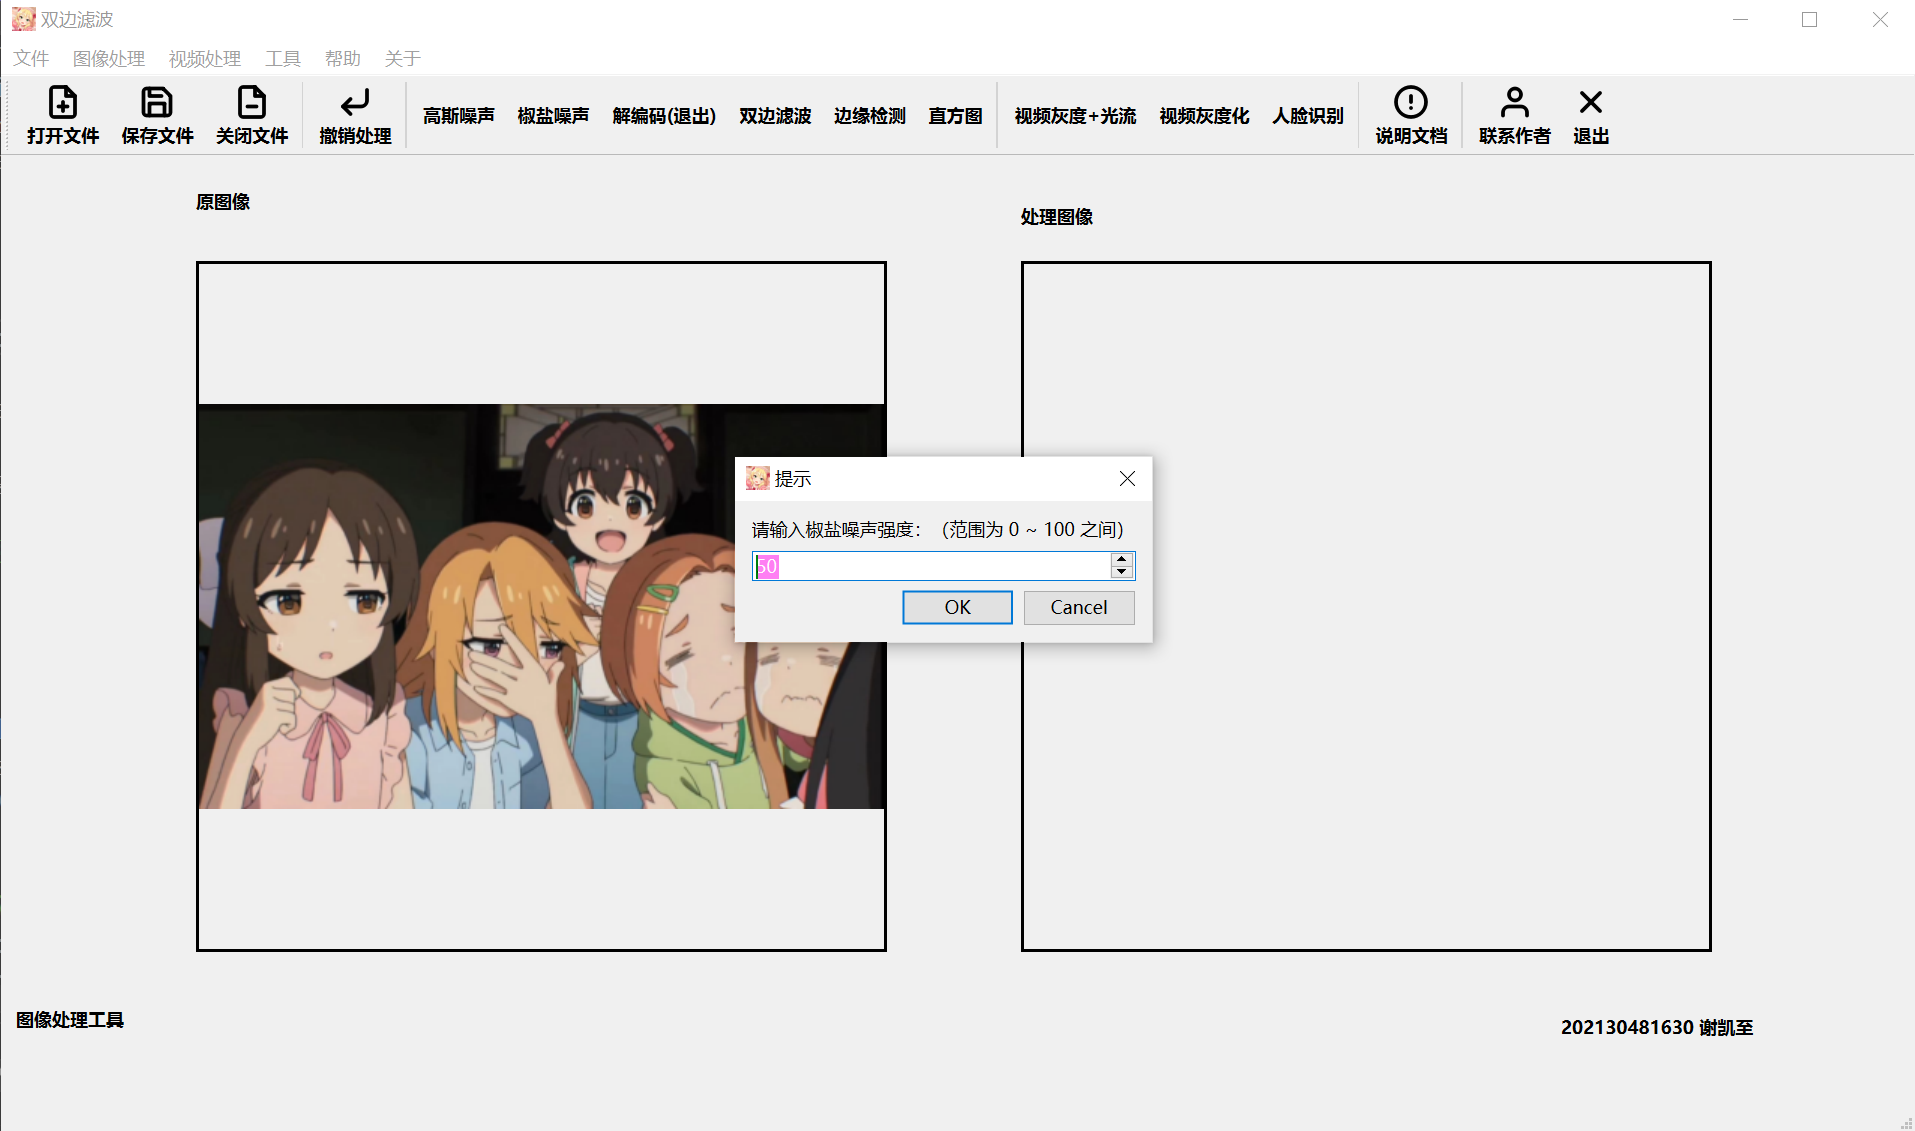 双边滤波
文件 图像处理 视频处理 工具 帮助 关于
打开文件 保存文件 关闭文件 撤销处理 高斯噪声 椒盐噪声 解编码(退出) 双边滤波 边缘检测 直方图 视频灰度+光流 视频灰度化 人脸识别 说明文档 联系作者 退出
原图像
处理图像
提示
请输入椒盐噪声强度：（范围为 0 ~ 100 之间）
50
OK Cancel
图像处理工具
202130481630 谢凯至